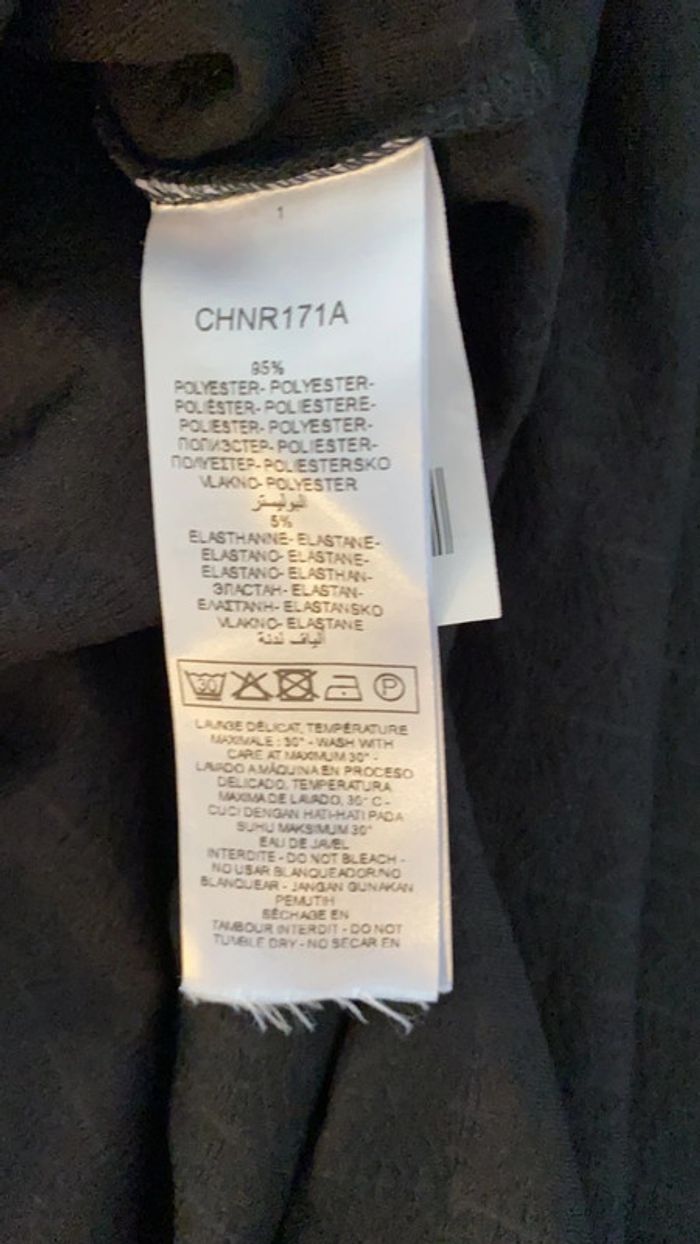 1
CHNR171A
95%
POLYESTER- POLYESTER-
POLIÉSTER- POLIESTERE-
POLIESTER- POLYESTER-
ПОЛИЭСТЕР- POLIESTER-
ΠΟΛΥΕΣΤΕΡ- POLIESTERSKO
VLAKNO- POLYESTER
البوليستر
5%
ELASTHANNE- ELASTANE-
ELASTANO- ELASTANE-
ELASTANO- ELASTHAN-
ЭЛАСТАН- ELASTAN-
ΕΛΑΣΤΑΝΗ- ELASTANSKO
VLAKNO- ELASTANE
ألياف لدنة
30 P
LAVAGE DÉLICAT, TEMPÉRATURE
MAXIMALE : 30° - WASH WITH
CARE AT MAXIMUM 30° -
LAVADO A MÁQUINA EN PROCESO
DELICADO. TEMPERATURA
MAXIMA DE LAVADO, 30° C -
CUCI DENGAN HATI-HATI PADA
SUHU MAKSIMUM 30°
EAU DE JAVEL
INTERDITE - DO NOT BLEACH -
NO USAR BLANQUEADOR/NO
BLANQUEAR - JANGAN GUNAKAN
PEMUTIH
SÉCHAGE EN
TAMBOUR INTERDIT - DO NOT
TUMBLE DRY - NO SECAR EN